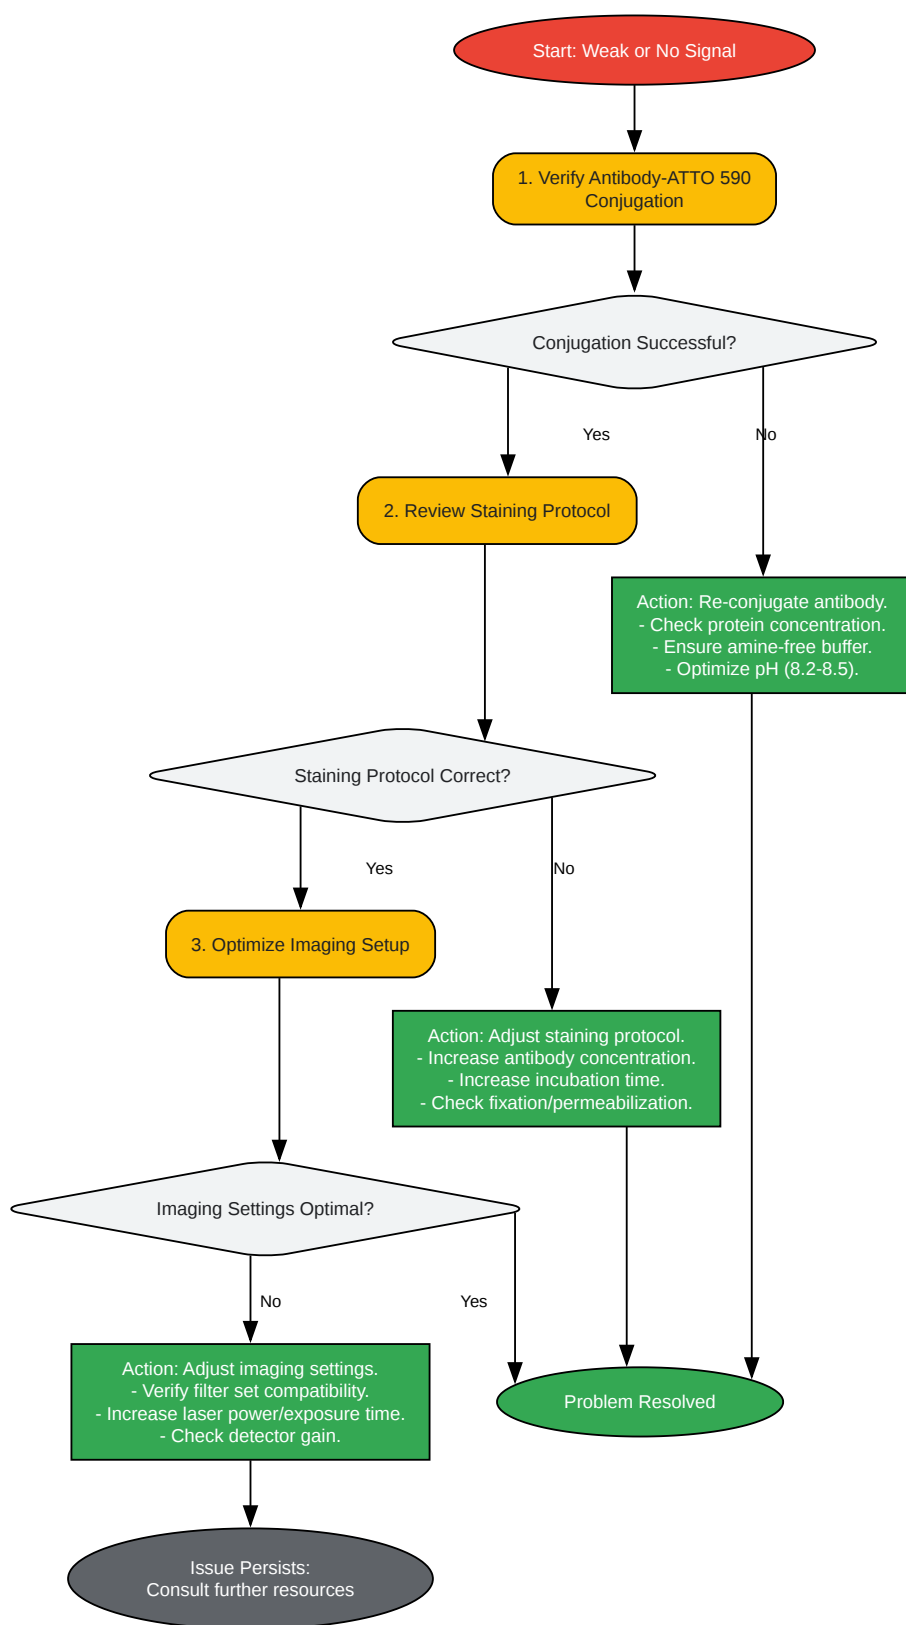 Start: Weak or No Signal
1. Verify Antibody-ATTO 590
Conjugation
Conjugation Successful?
Yes
No
2. Review Staining Protocol
Action: Re-conjugate antibody.
- Check protein concentration.
- Ensure amine-free buffer.
- Optimize pH (8.2-8.5).
Staining Protocol Correct?
Yes
No
3. Optimize Imaging Setup
Action: Adjust staining protocol.
- Increase antibody concentration.
- Increase incubation time.
- Check fixation/permeabilization.
Imaging Settings Optimal?
No
Yes
Action: Adjust imaging settings.
- Verify filter set compatibility.
- Increase laser power/exposure time.
- Check detector gain.
Problem Resolved
Issue Persists:
Consult further resources